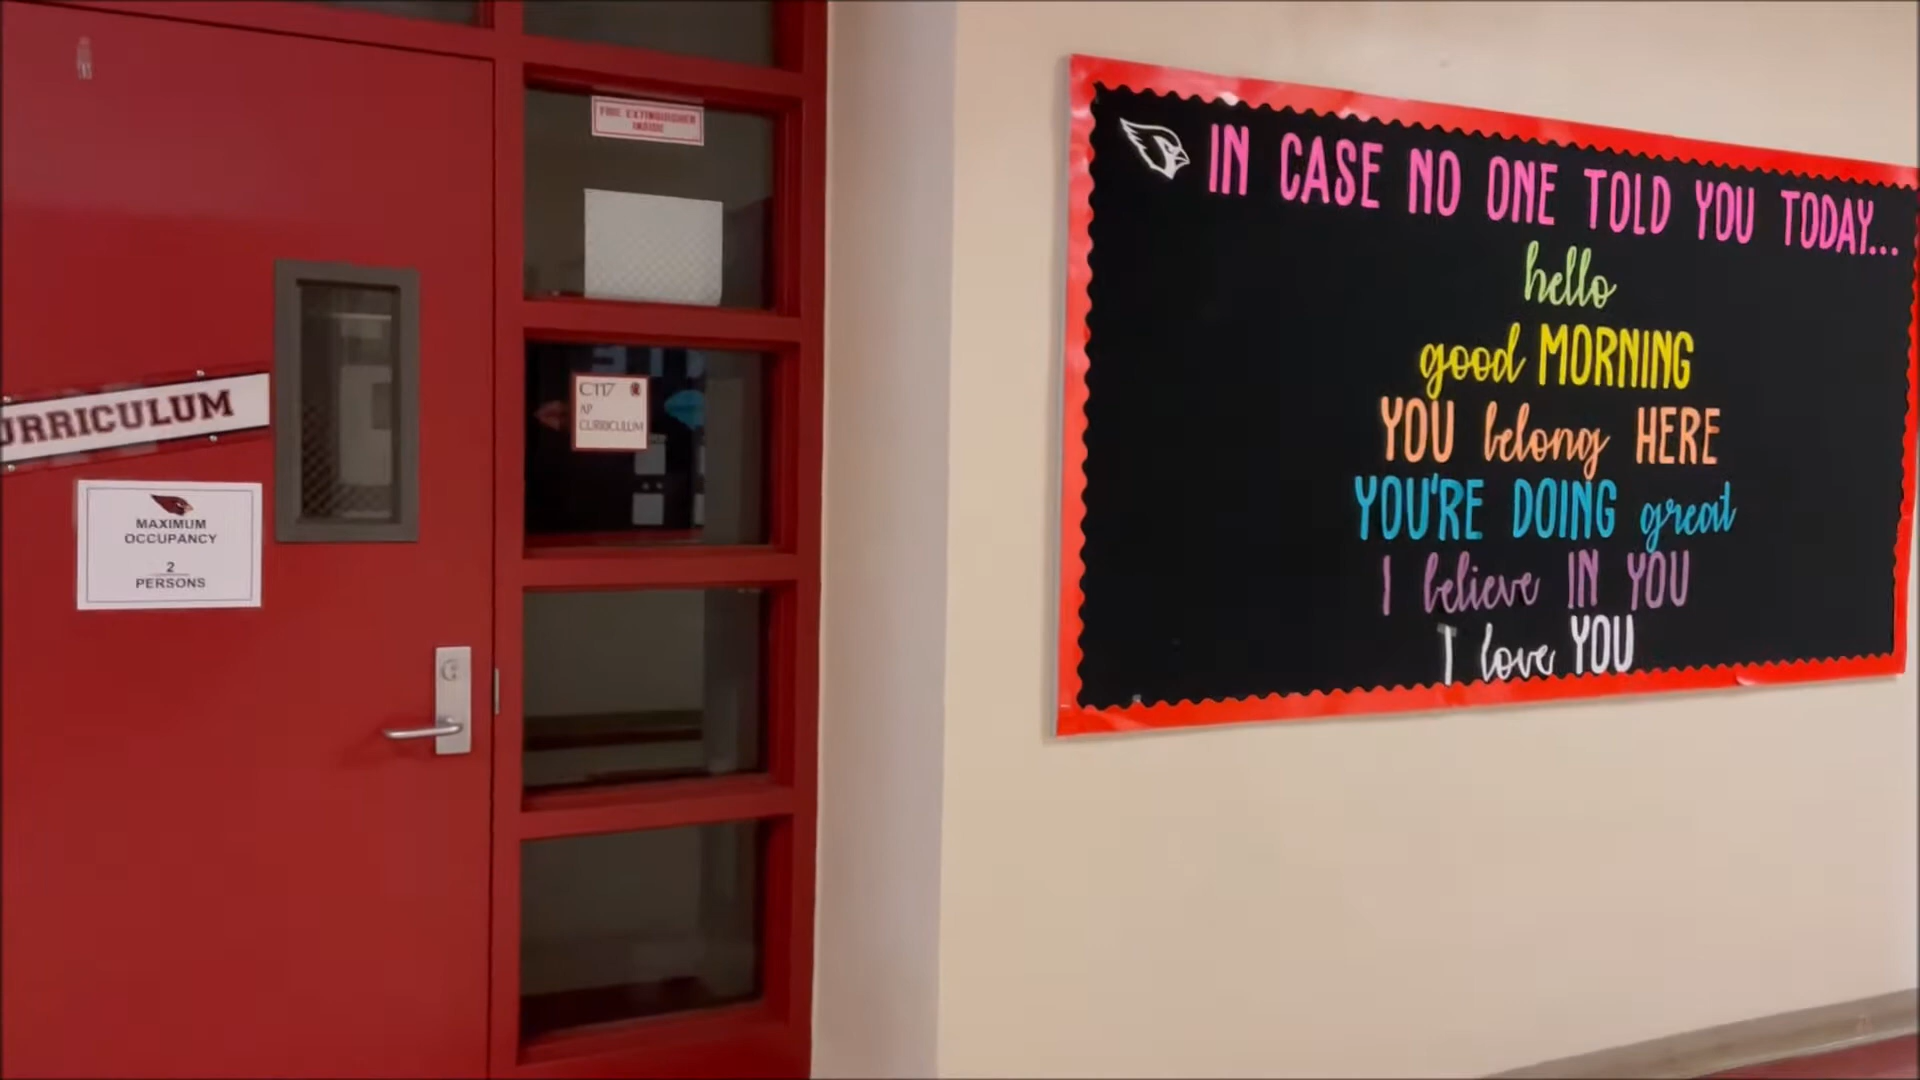 URRICULUM
MAXIMUM
OCCUPANCY
2
PERSONS
FIRE EXTINGUISHER
INSIDE
C117
AP
CURRICULUM
IN CASE NO ONE TOLD YOU TODAY...
hello
good MORNING
YOU belong HERE
YOU'RE DOING great
I believe IN YOU
I love YOU